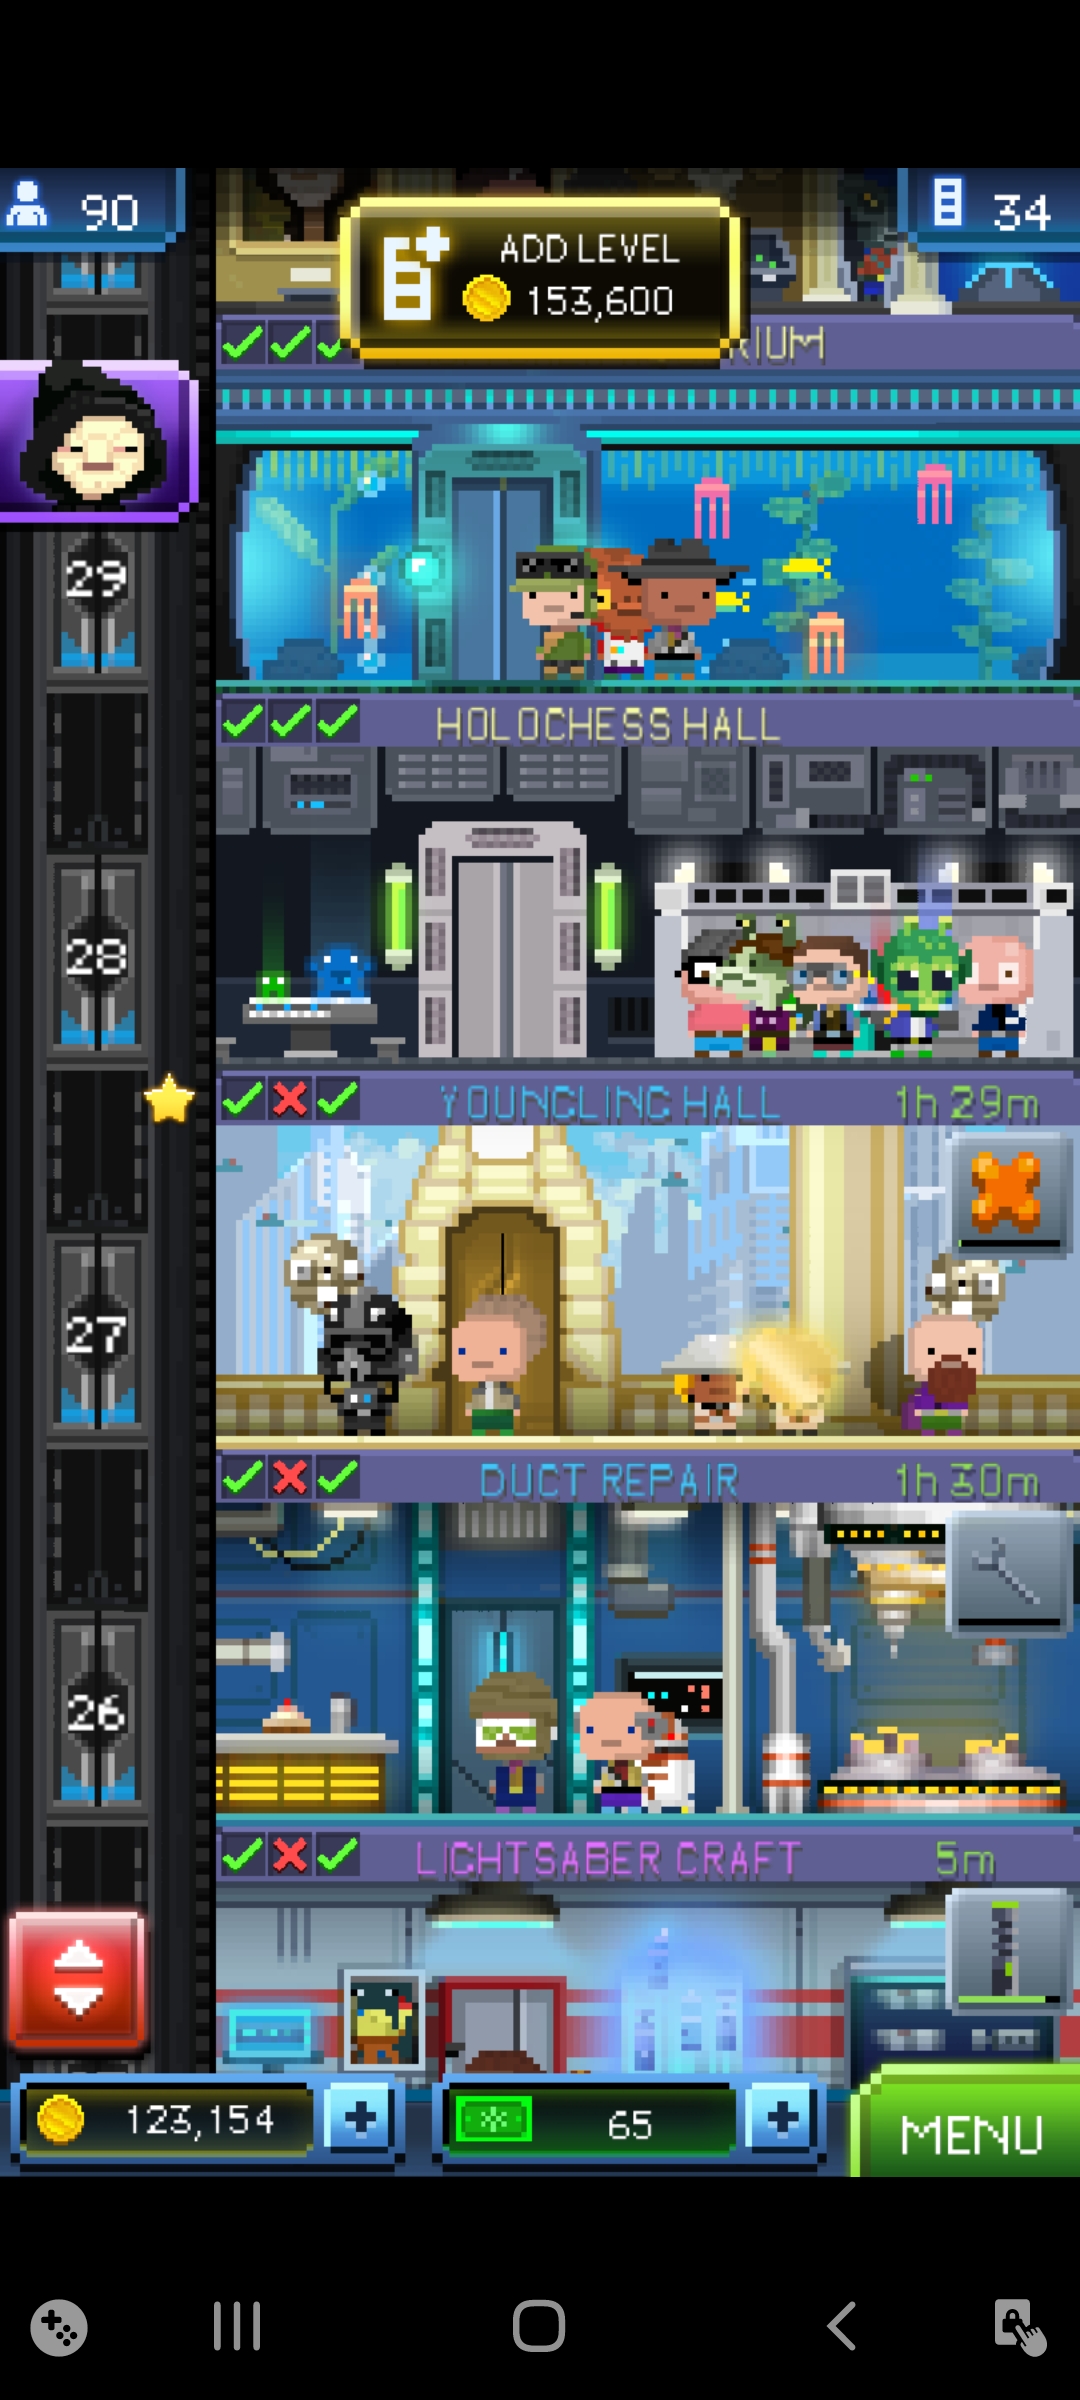 90
ADD LEVEL
153,600
34
RIUM
29
HOLOCHESS HALL
28
YOUNGLING HALL 1h 29m
27
DUCT REPAIR 1h 30m
26
LIGHTSABER CRAFT 5m
123,154
65
MENU